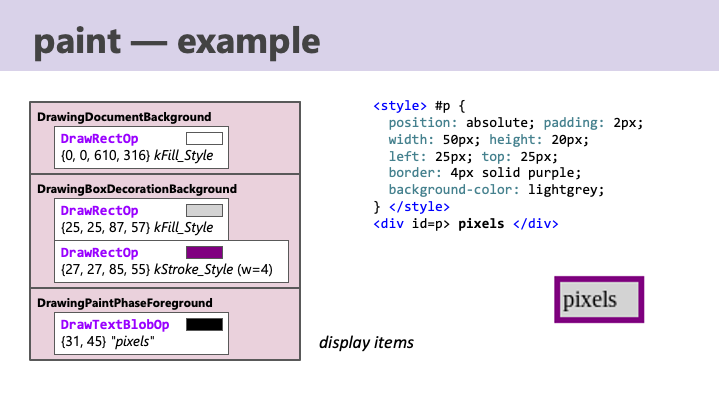 paint — example
DrawingDocumentBackground
DrawRectOp
{0, 0, 610, 316} kFill_Style
DrawingBoxDecorationBackground
DrawRectOp
{25, 25, 87, 57} kFill_Style
DrawRectOp
{27, 27, 85, 55} kStroke_Style (w=4)
DrawingPaintPhaseForeground
DrawTextBlobOp
{31, 45} "pixels"
display items
<style> #p {
position: absolute; padding: 2px;
width: 50px; height: 20px;
left: 25px; top: 25px;
border: 4px solid purple;
background-color: lightgrey;
} </style>
<div id=p> pixels </div>
pixels